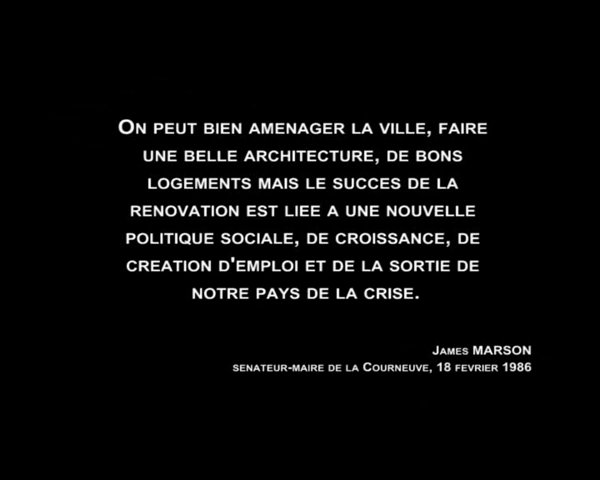 On peut bien amenager la ville, faire
une belle architecture, de bons
logements mais le succes de la
renovation est liee a une nouvelle
politique sociale, de croissance, de
creation d'emploi et de la sortie de
notre pays de la crise.
James MARSON
senateur-maire de la Courneuve, 18 fevrier 1986